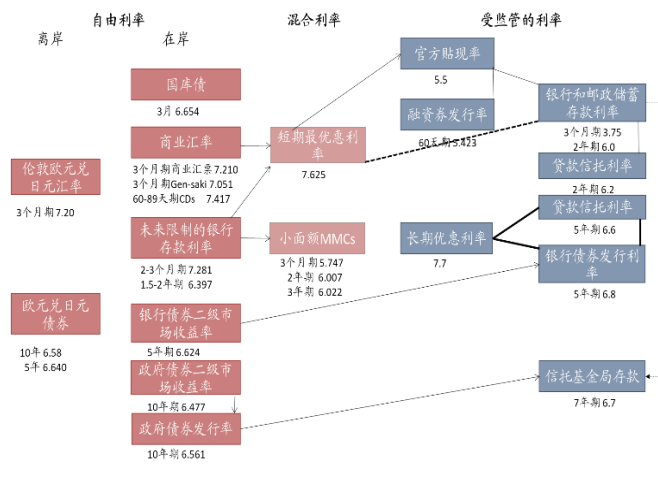 自由利率
混合利率
受监管的利率
离岸
在岸
伦敦欧元兑
日元汇率
3个月期 7.20
欧元兑日元
债券
10年 6.58
5年 6.640
国库债
3月 6.654
商业汇率
3个月期商业汇票 7.210
3个月期Gen-saki 7.051
60-89天期CDs 7.417
未来限制的银行
存款利率
2-3个月期 7.281
1.5-2年期 6.397
银行债券二级市
场收益率
5年期 6.624
政府债券二级市
场收益率
10年期 6.477
政府债券发行率
10年期 6.561
短期最优惠利
率
7.625
小面额MMCs
3个月期 5.747
2年期 6.007
3年期 6.022
官方贴现率
5.5
融资券发行率
60天期 5.423
长期优惠利率
7.7
银行和邮政储蓄
存款利率
3个月期 3.75
2年期 6.0
贷款信托利率
2年期 6.2
贷款信托利率
5年期 6.6
银行债券发行利
率
5年期 6.8
信托基金局存款
7年期 6.7